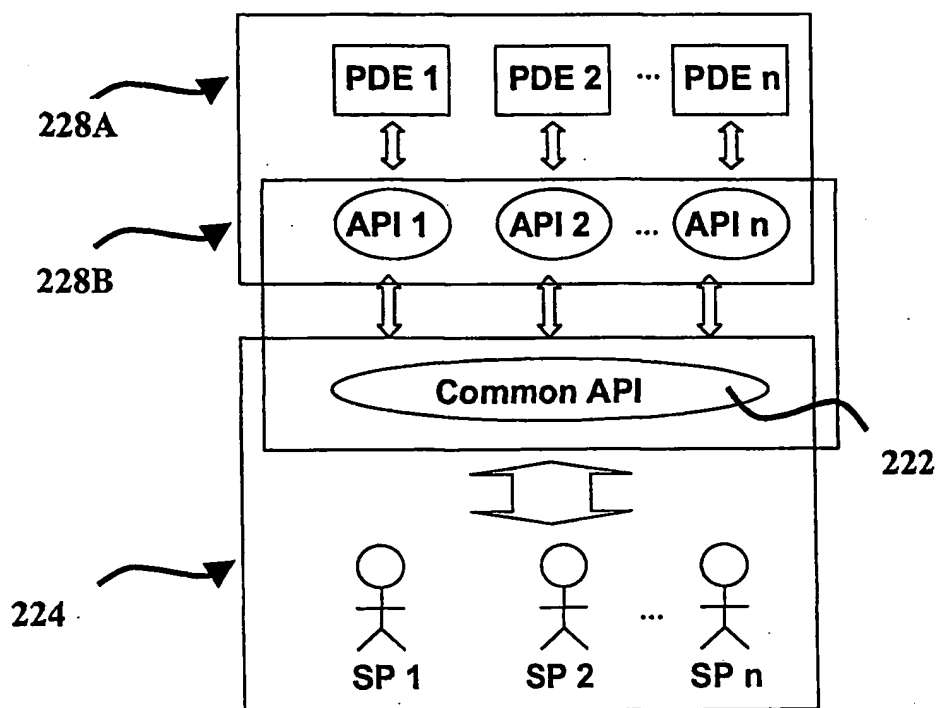 PDE 1 PDE 2 ... PDE n
228A
API 1 API 2 ... API n
228B
Common API
222
224
...
SP 1 SP 2 SP n